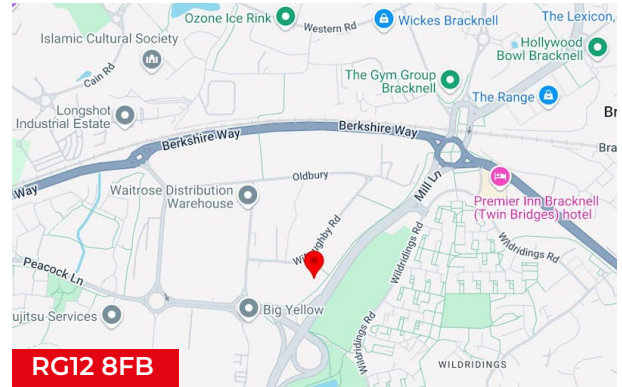 Ozone Ice Rink
Western Rd
Wickes Bracknell
The Lexicon,
Islamic Cultural Society
Hollywood
Bowl Bracknell
Cain Rd
The Gym Group
Bracknell
The Range
Longshot
Industrial Estate
Berkshire Way
Berkshire Way
Br
Bra
Way
Oldbury
Mill Ln
Waitrose Distribution
Warehouse
Premier Inn Bracknell
(Twin Bridges) hotel
Willoughby Rd
Wildridings Rd
Wildridings Rd
Peacock Ln
ujitsu Services
Big Yellow
Wildridings Rd
WILDRIDINGS
RG12 8FB